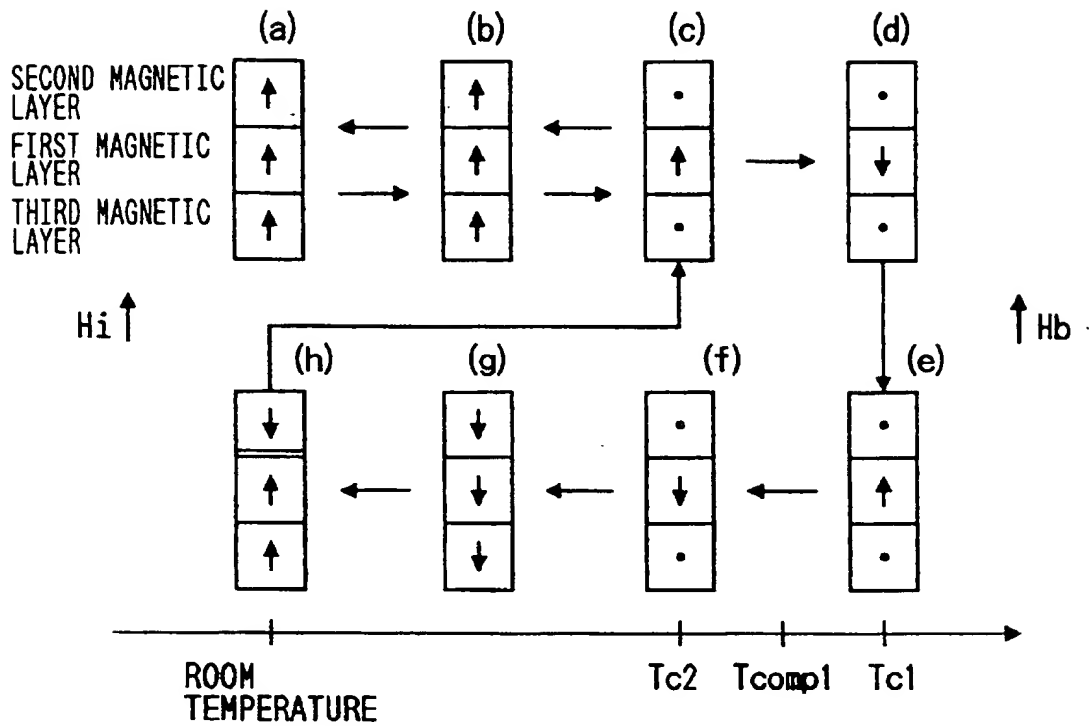 (a) (b) (c) (d)
SECOND MAGNETIC
LAYER
FIRST MAGNETIC
LAYER
THIRD MAGNETIC
LAYER
Hi Hb
(h) (g) (f) (e)
ROOM
TEMPERATURE
Tc2 Tcomp1 Tc1